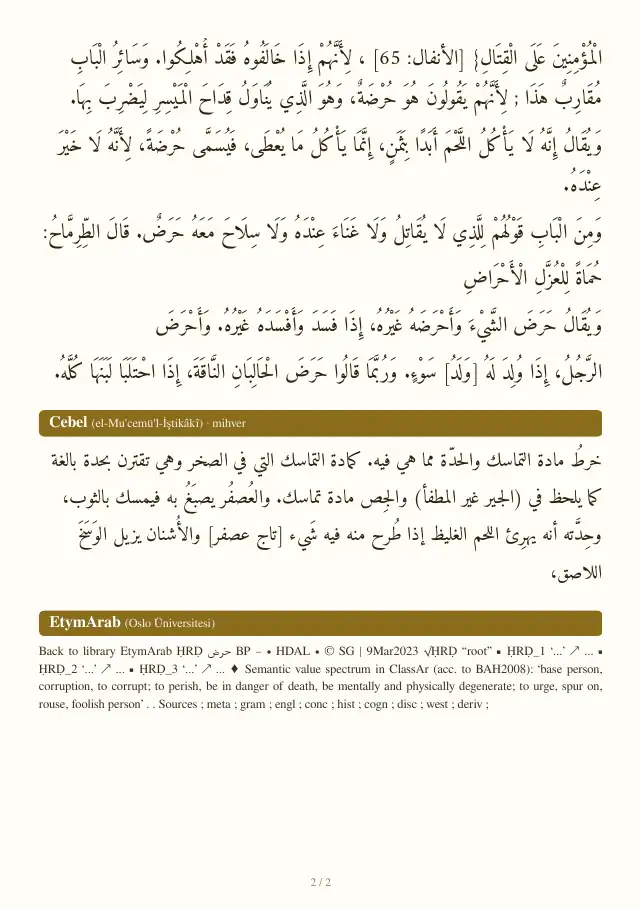 الْمُؤْمِنِينَ عَلَى الْقِتَالِ} [الأنفال: 65] ، لِأَنَّهُمْ إِذَا خَالَفُوهُ فَقَدْ أُهْلِكُوا. وَسَائِرُ الْبَابِ
مُقَارِبٌ هَذَا ; لِأَنَّهُمْ يَقُولُونَ هُوَ حُرْضَةٌ، وَهُوَ الَّذِي يُنَاوَلُ قِدَاحَ الْمَيْسِرِ لِيَضْرِبَ بِهَا.
وَيُقَالُ إِنَّهُ لَا يَأْكُلُ اللَّحْمَ أَبَدًا بِثَمَنٍ، إِنَّمَا يَأْكُلُ مَا يُعْطَى، فَيُسَمَّى حُرْضَةً، لِأَنَّهُ لَا خَيْرَ
عِنْدَهُ.
وَمِنَ الْبَابِ قَوْلُهُمْ لِلَّذِي لَا يُقَاتِلُ وَلَا غَنَاءَ عِنْدَهُ وَلَا سِلَاحَ مَعَهُ حَرَضٌ. قَالَ الطِّرِمَّاحُ:
حُمَاةً لِلْعُزَّلِ الْأَحْرَاضِ
وَيُقَالُ حَرَضَ الشَّيْءَ وَأَحْرَضَهُ غَيْرُهُ، إِذَا فَسَدَ وَأَفْسَدَهُ غَيْرُهُ. وَأَحْرَضَ
الرَّجُلُ، إِذَا وُلِدَ لَهُ [وَلَدُ] سَوْءٍ. وَرُبَّمَا قَالُوا حَرَضَ الْحَالِبَانِ النَّاقَةَ، إِذَا احْتَلَبَا لَبَنَهَا كُلَّهُ.
Cebel (el-Mu'cemü'l-İştikâkî) · mihver
خرطُ مادة التماسك والحدّة مما هي فيه. كمادة التماسك التي في الصخر وهي تقترن بحدة بالغة
كما يلحظ في (الجير غير المطفأ) والجِص مادة تماسك. والعُصفُر يصبَغُ به فيمسك بالثوب،
وحِدَّته أنه يهرِئ اللحم الغليظ إذا طُرح منه فيه شَيء [تاج عصفر] والأُشنان يزيل الوَسَخَ
اللاصق،
EtymArab (Oslo Üniversitesi)
Back to library EtymArab ḤRḌ حرض BP – • HDAL • © SG | 9Mar2023 √ḤRḌ “root” ▪ ḤRḌ_1 ‘...’ ↗ ... ▪
ḤRḌ_2 ‘...’ ↗ ... ▪ ḤRḌ_3 ‘...’ ↗ ... ♦ Semantic value spectrum in ClassAr (acc. to BAH2008): ‘base person,
corruption, to corrupt; to perish, be in danger of death, be mentally and physically degenerate; to urge, spur on,
rouse, foolish person’ . . Sources ; meta ; gram ; engl ; conc ; hist ; cogn ; disc ; west ; deriv ;
2 / 2